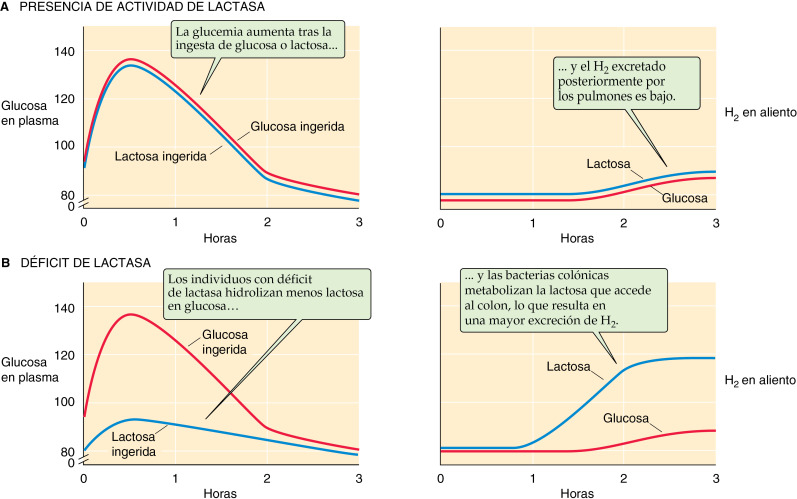 A PRESENCIA DE ACTIVIDAD DE LACTASA
La glucemia aumenta tras la
ingesta de glucosa o lactosa...
140
120
100
80
0
Glucosa
en plasma
Glucosa ingerida
Lactosa ingerida
0 1 2 3
Horas
... y el H2 excretado
posteriormente por
los pulmones es bajo.
H2 en aliento
Lactosa
Glucosa
0 1 2 3
Horas
B DÉFICIT DE LACTASA
Los individuos con déficit
de lactasa hidrolizan menos lactosa
en glucosa…
140
120
100
80
0
Glucosa
en plasma
Glucosa
ingerida
Lactosa
ingerida
0 1 2 3
Horas
... y las bacterias colónicas
metabolizan la lactosa que accede
al colon, lo que resulta en
una mayor excreción de H2.
H2 en aliento
Lactosa
Glucosa
0 1 2 3
Horas